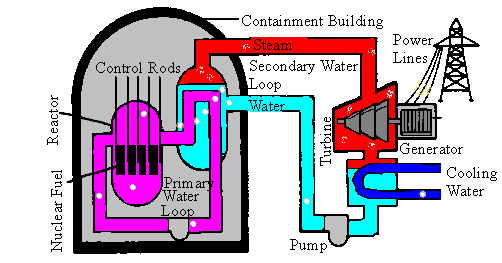 Containment Building
Steam
Power
Lines
Control Rods
Secondary Water
Loop
Water
Reactor
Turbine
Generator
Nuclear Fuel
Primary
Water
Loop
Cooling
Water
Pump